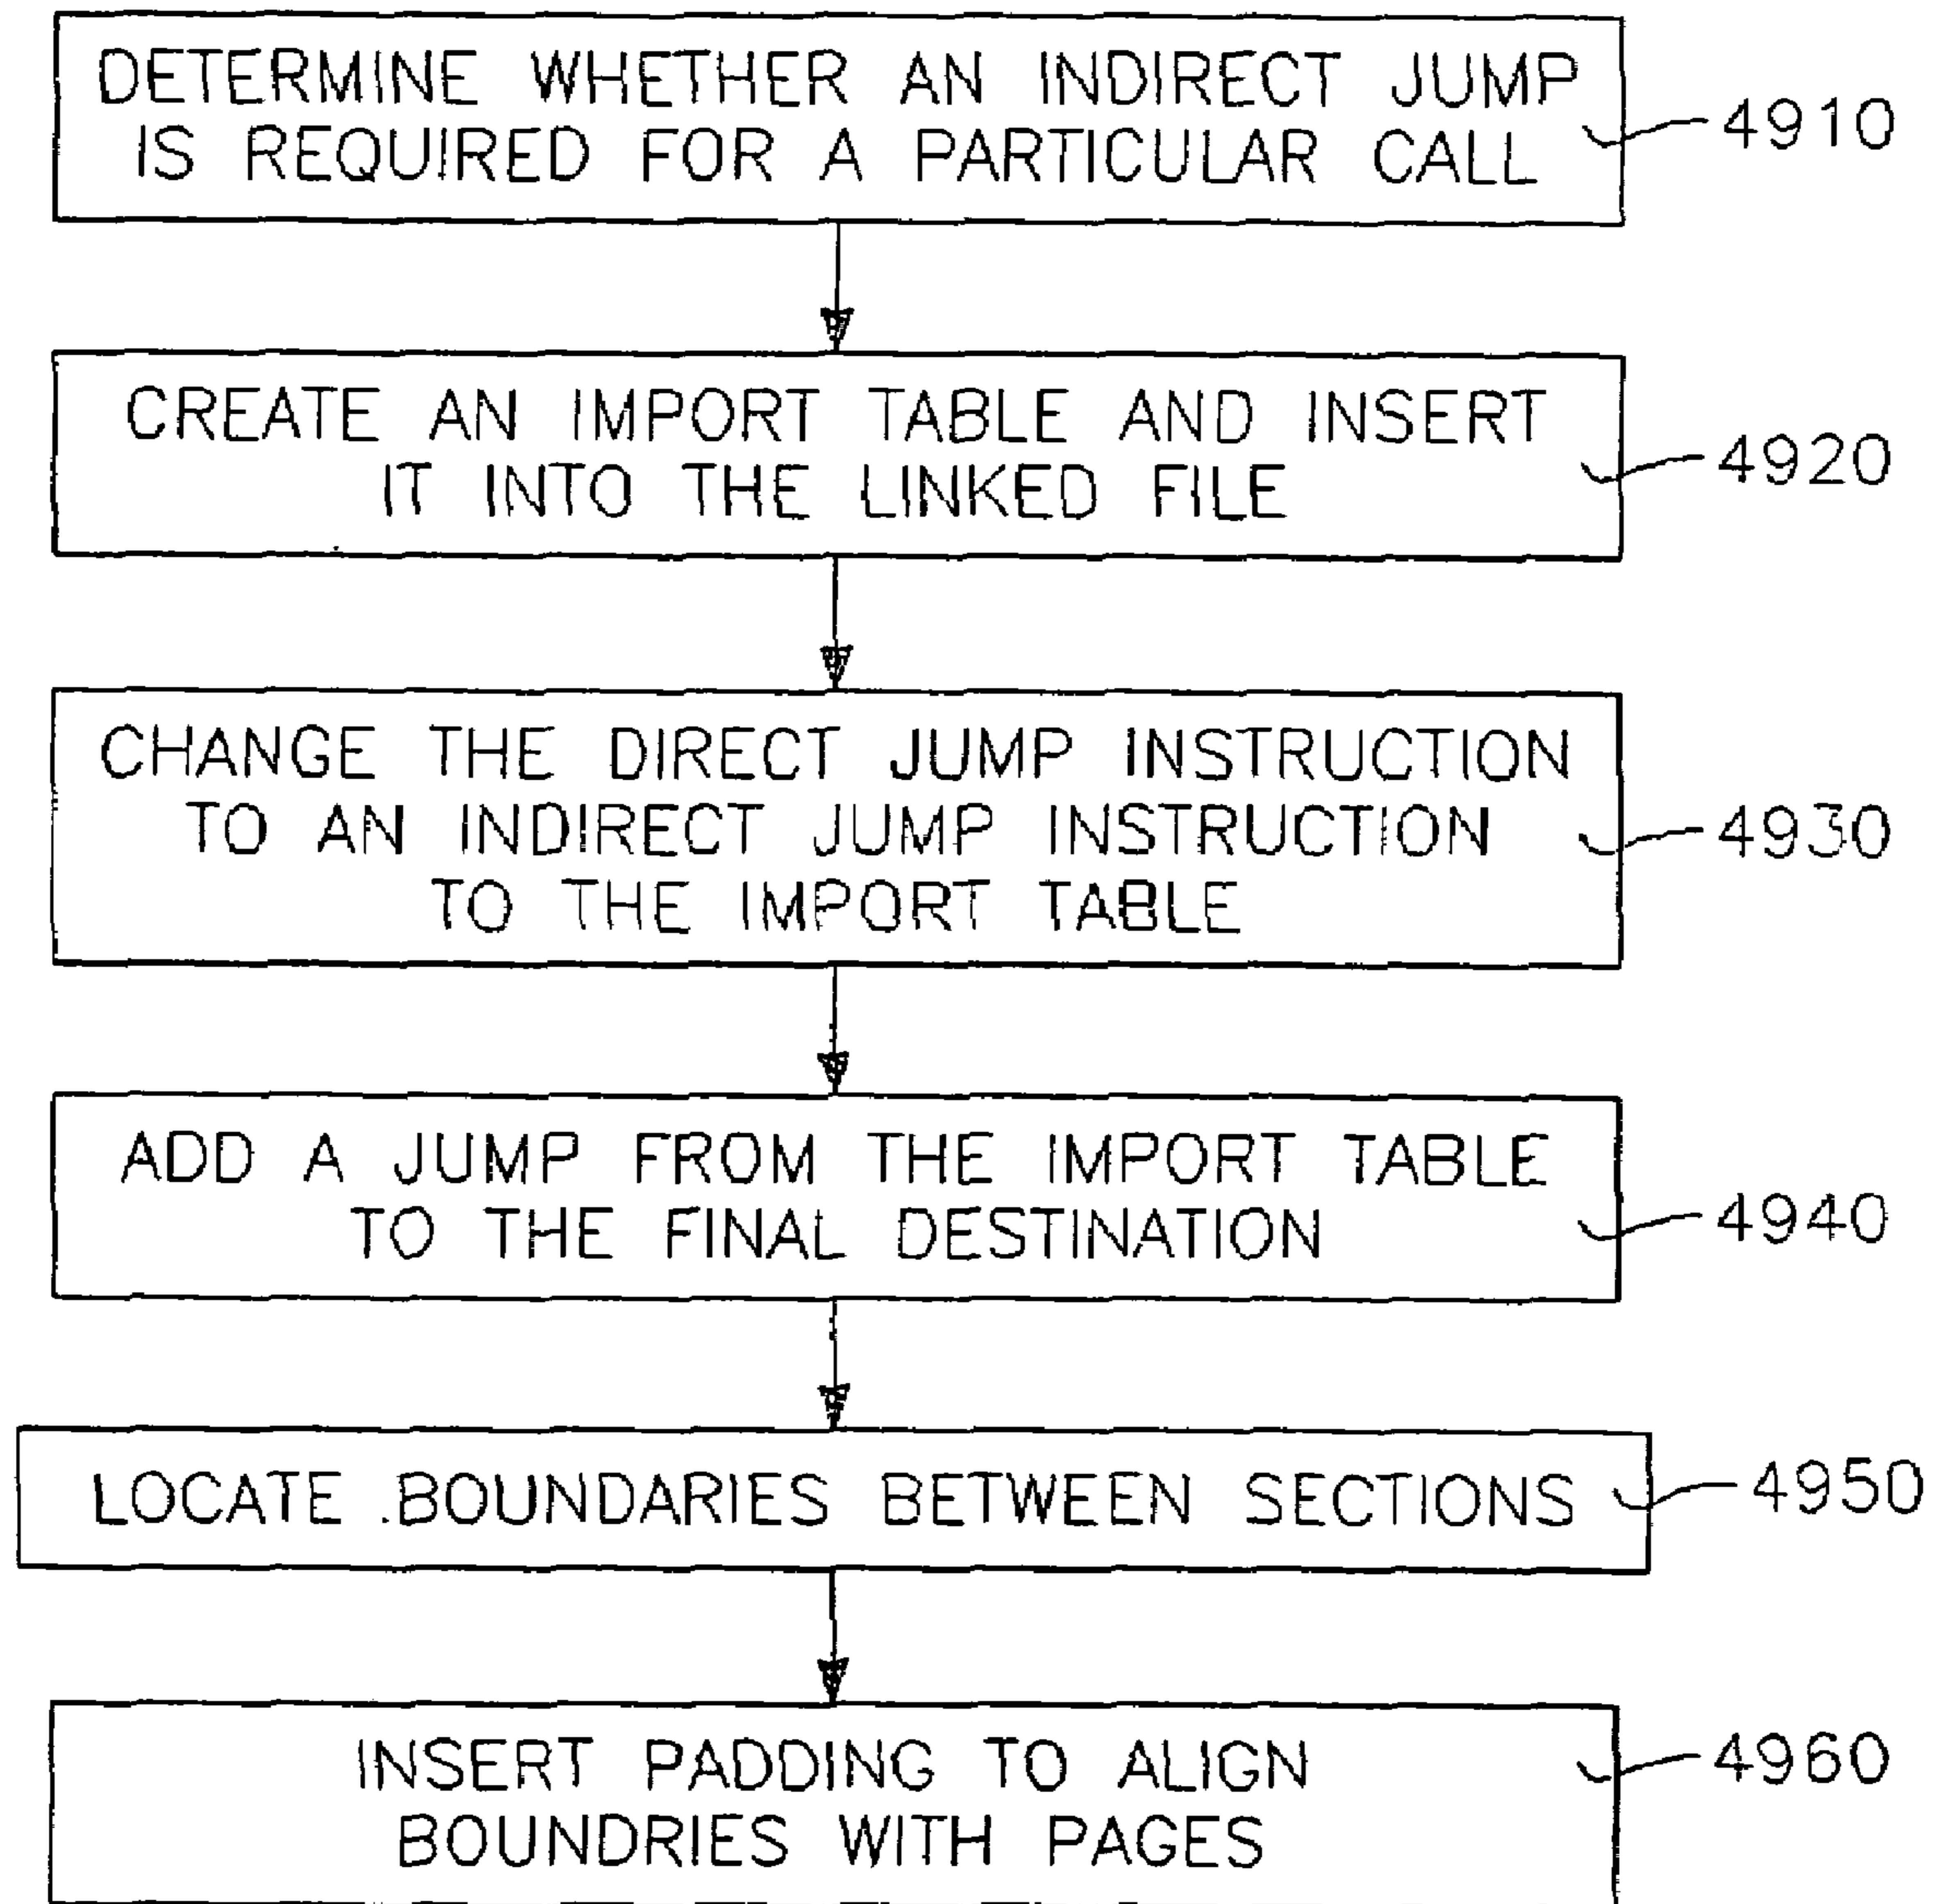 DETERMINE WHETHER AN INDIRECT JUMP
IS REQUIRED FOR A PARTICULAR CALL
4910
CREATE AN IMPORT TABLE AND INSERT
IT INTO THE LINKED FILE
4920
CHANGE THE DIRECT JUMP INSTRUCTION
TO AN INDIRECT JUMP INSTRUCTION
TO THE IMPORT TABLE
4930
ADD A JUMP FROM THE IMPORT TABLE
TO THE FINAL DESTINATION
4940
LOCATE BOUNDARIES BETWEEN SECTIONS
4950
INSERT PADDING TO ALIGN
BOUNDRIES WITH PAGES
4960